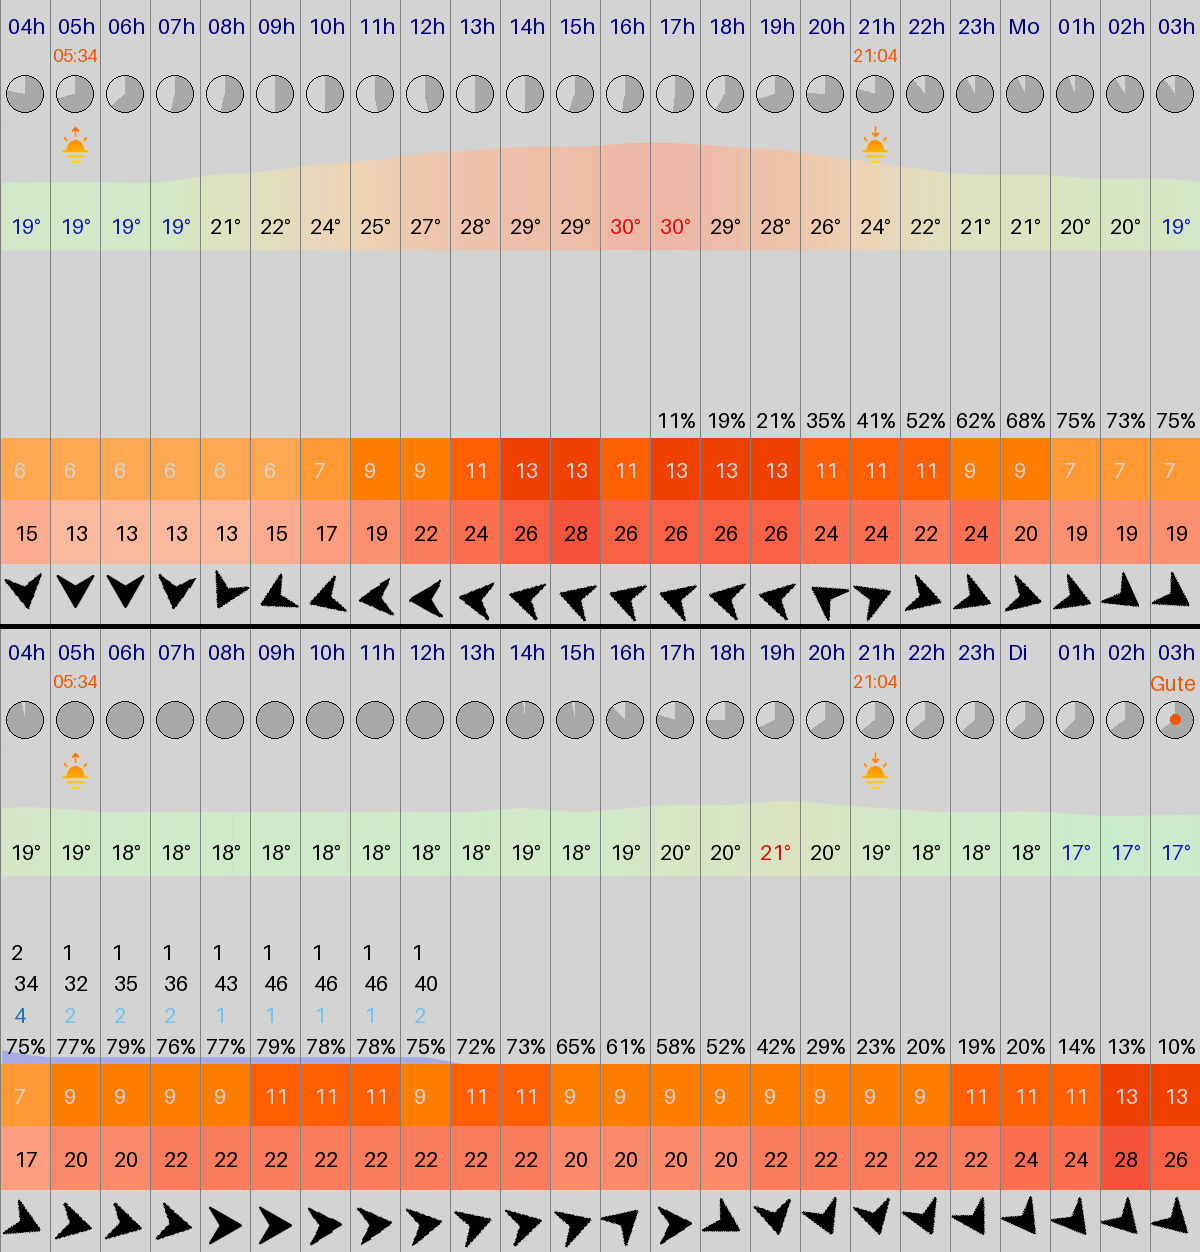 04h 05h 06h 07h 08h 09h 10h 11h 12h 13h 14h 15h 16h 17h 18h 19h 20h 21h 22h 23h Mo 01h 02h 03h
05:34 21:04
19° 19° 19° 19° 21° 22° 24° 25° 27° 28° 29° 29° 30° 30° 29° 28° 26° 24° 22° 21° 21° 20° 20° 19°
11% 19% 21% 35% 41% 52% 62% 68% 75% 73% 75%
6 6 6 6 6 6 7 9 9 11 13 13 11 13 13 13 11 11 11 9 9 7 7 7
15 13 13 13 13 15 17 19 22 24 26 28 26 26 26 26 24 24 22 24 20 19 19 19
04h 05h 06h 07h 08h 09h 10h 11h 12h 13h 14h 15h 16h 17h 18h 19h 20h 21h 22h 23h Di 01h 02h 03h
05:34 21:04 Gute
19° 19° 18° 18° 18° 18° 18° 18° 18° 18° 19° 18° 19° 20° 20° 21° 20° 19° 18° 18° 18° 17° 17° 17°
2 1 1 1 1 1 1 1 1
34 32 35 36 43 46 46 46 40
4 2 2 2 1 1 1 1 2
75% 77% 79% 76% 77% 79% 78% 78% 75% 72% 73% 65% 61% 58% 52% 42% 29% 23% 20% 19% 20% 14% 13% 10%
7 9 9 9 9 11 11 11 9 11 11 9 9 9 9 9 9 9 9 11 11 11 13 13
17 20 20 22 22 22 22 22 22 22 22 20 20 20 20 22 22 22 22 22 24 24 28 26